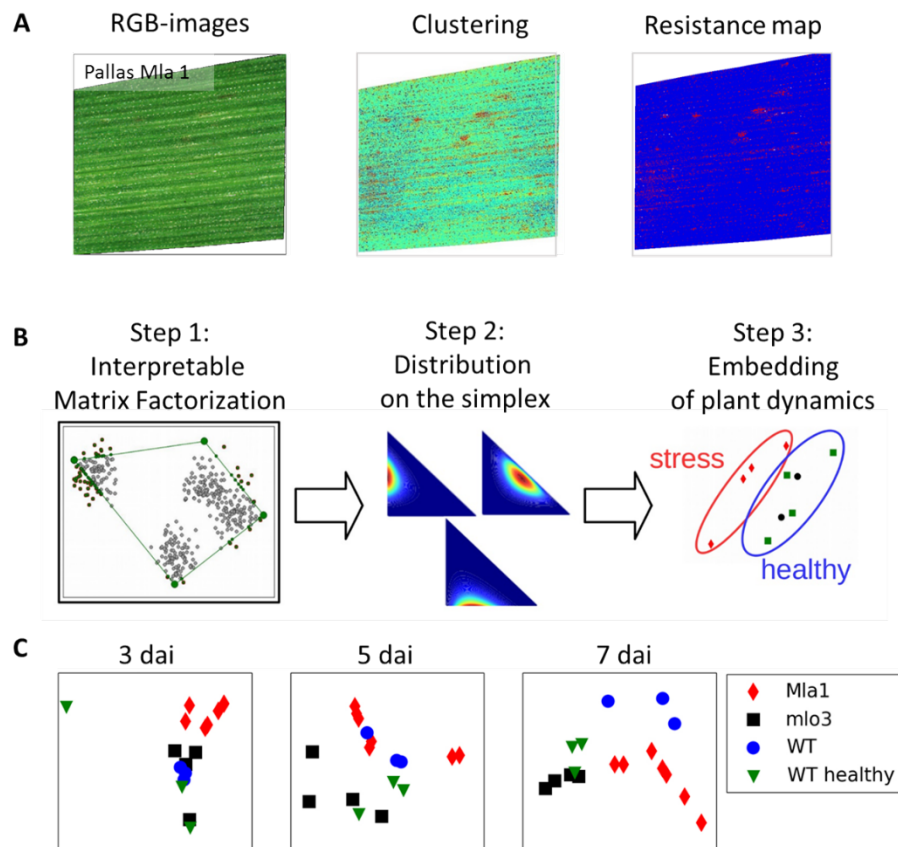 A
RGB-images
Clustering
Resistance map
Pallas Mla 1
B
Step 1:
Interpretable
Matrix Factorization
Step 2:
Distribution
on the simplex
Step 3:
Embedding
of plant dynamics
stress
healthy
C
3 dai
5 dai
7 dai
Mla1
mlo3
WT
WT healthy